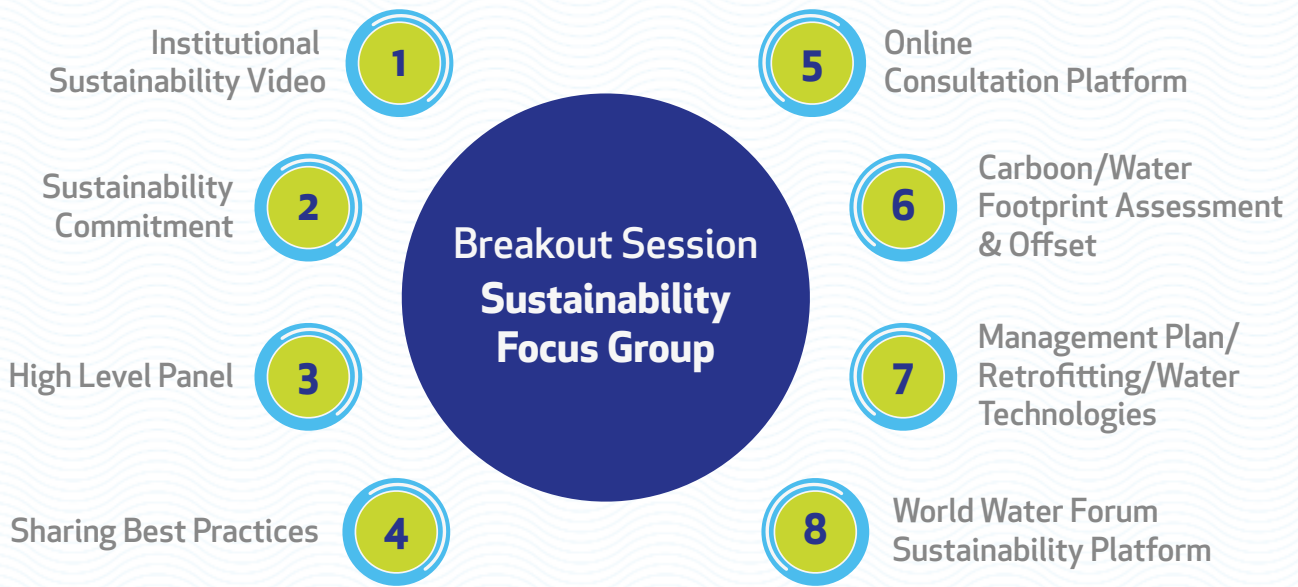 1
Institutional
Sustainability Video
2
Sustainability
Commitment
3
High Level Panel
4
Sharing Best Practices
Breakout Session
Sustainability
Focus Group
5
Online
Consultation Platform
6
Carboon/Water
Footprint Assessment
& Offset
7
Management Plan/
Retrofitting/Water
Technologies
8
World Water Forum
Sustainability Platform